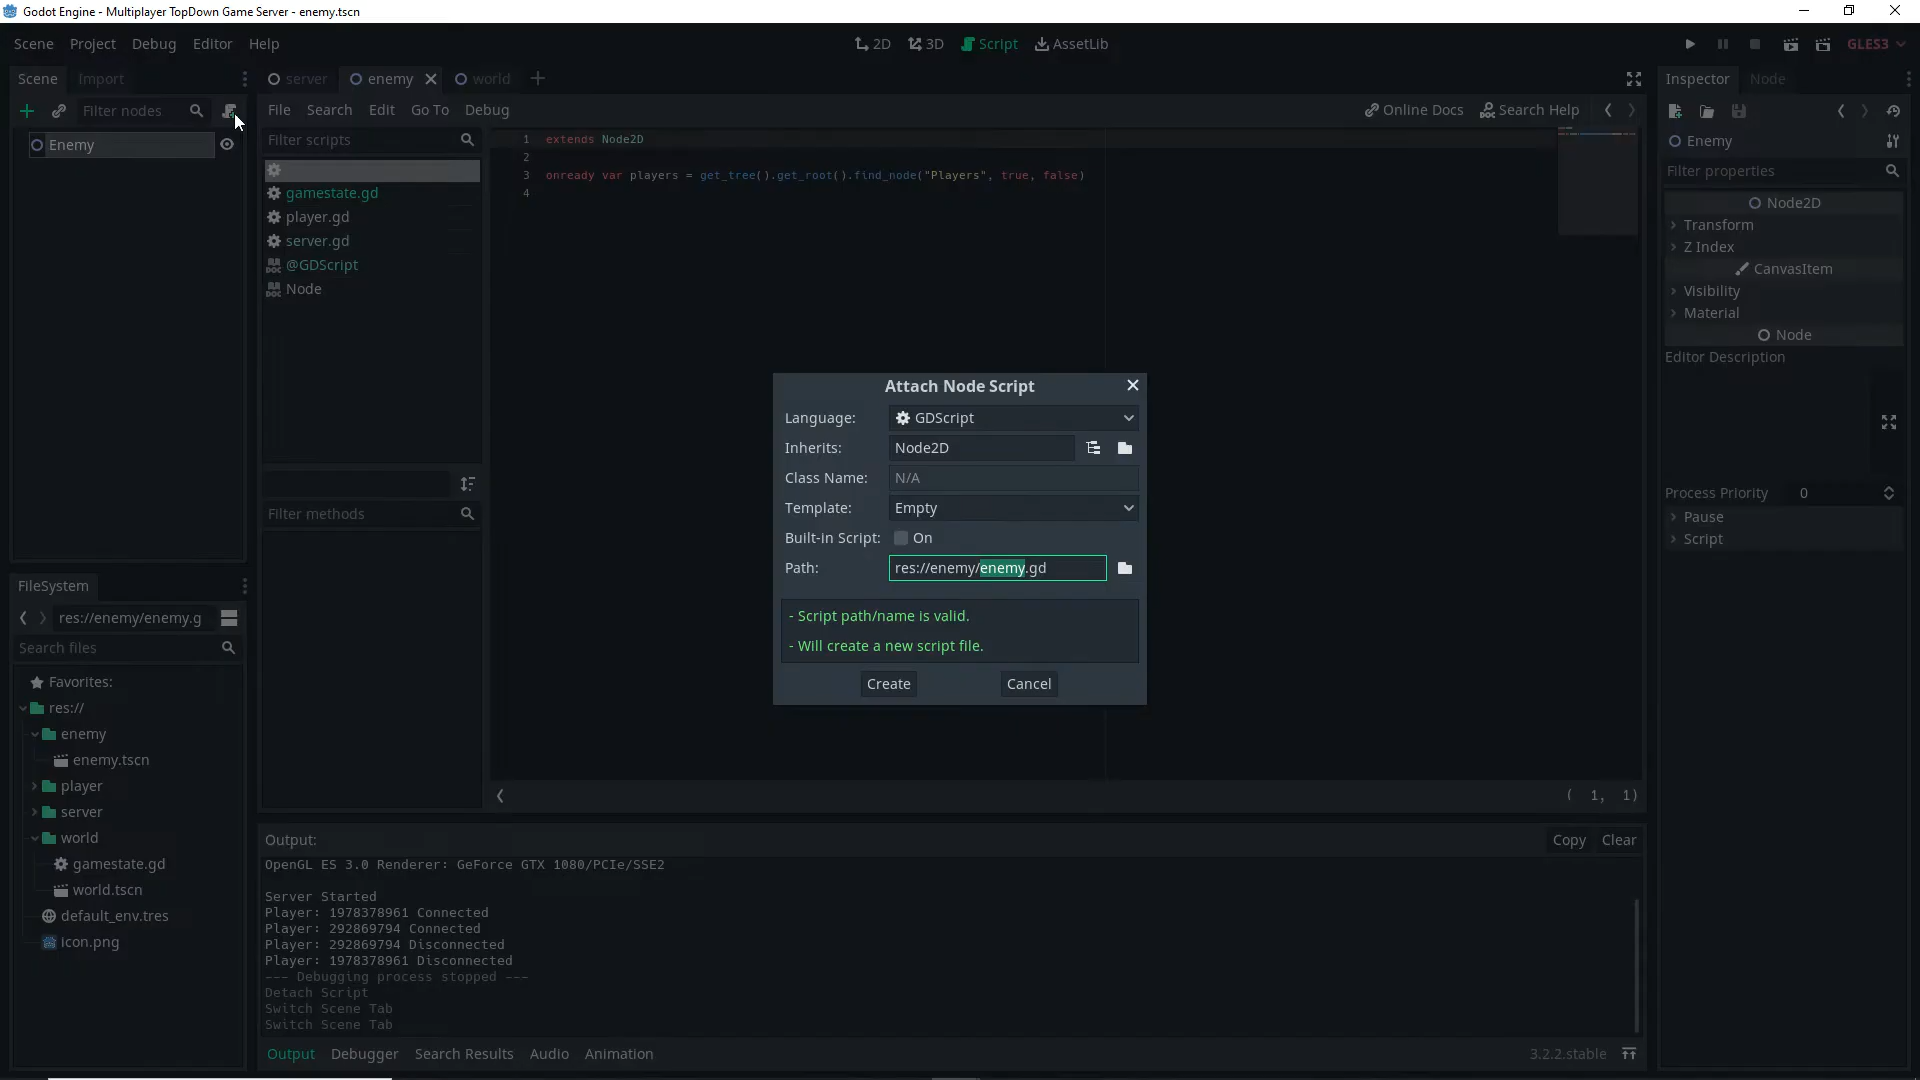 Godot Engine - Multiplayer TopDown Game Server - enemy.tscn
Scene Project Debug Editor Help
2D 3D Script AssetLib
GLES3
Scene Import
server enemy world
Inspector Node
Filter nodes
File Search Edit Go To Debug
Online Docs Search Help
Enemy
Filter scripts
gamestate.gd
player.gd
server.gd
@GDScript
Node
Filter methods
1 extends Node2D
2
3 onready var players = get_tree().get_root().find_node("Players", true, false)
4
Enemy
Filter properties
Node2D
Transform
Z Index
CanvasItem
Visibility
Material
Node
Editor Description
Process Priority 0
Pause
Script
Attach Node Script
Language: GDScript
Inherits: Node2D
Class Name: N/A
Template: Empty
Built-in Script: On
Path: res://enemy/enemy.gd
- Script path/name is valid.
- Will create a new script file.
Create Cancel
( 1, 1)
FileSystem
res://enemy/enemy.g
Search files
Favorites:
res://
enemy
enemy.tscn
player
server
world
gamestate.gd
world.tscn
default_env.tres
icon.png
Output: Copy Clear
OpenGL ES 3.0 Renderer: GeForce GTX 1080/PCIe/SSE2
Server Started
Player: 1978378961 Connected
Player: 292869794 Connected
Player: 292869794 Disconnected
Player: 1978378961 Disconnected
--- Debugging process stopped ---
Detach Script
Switch Scene Tab
Switch Scene Tab
Output Debugger Search Results Audio Animation
3.2.2.stable